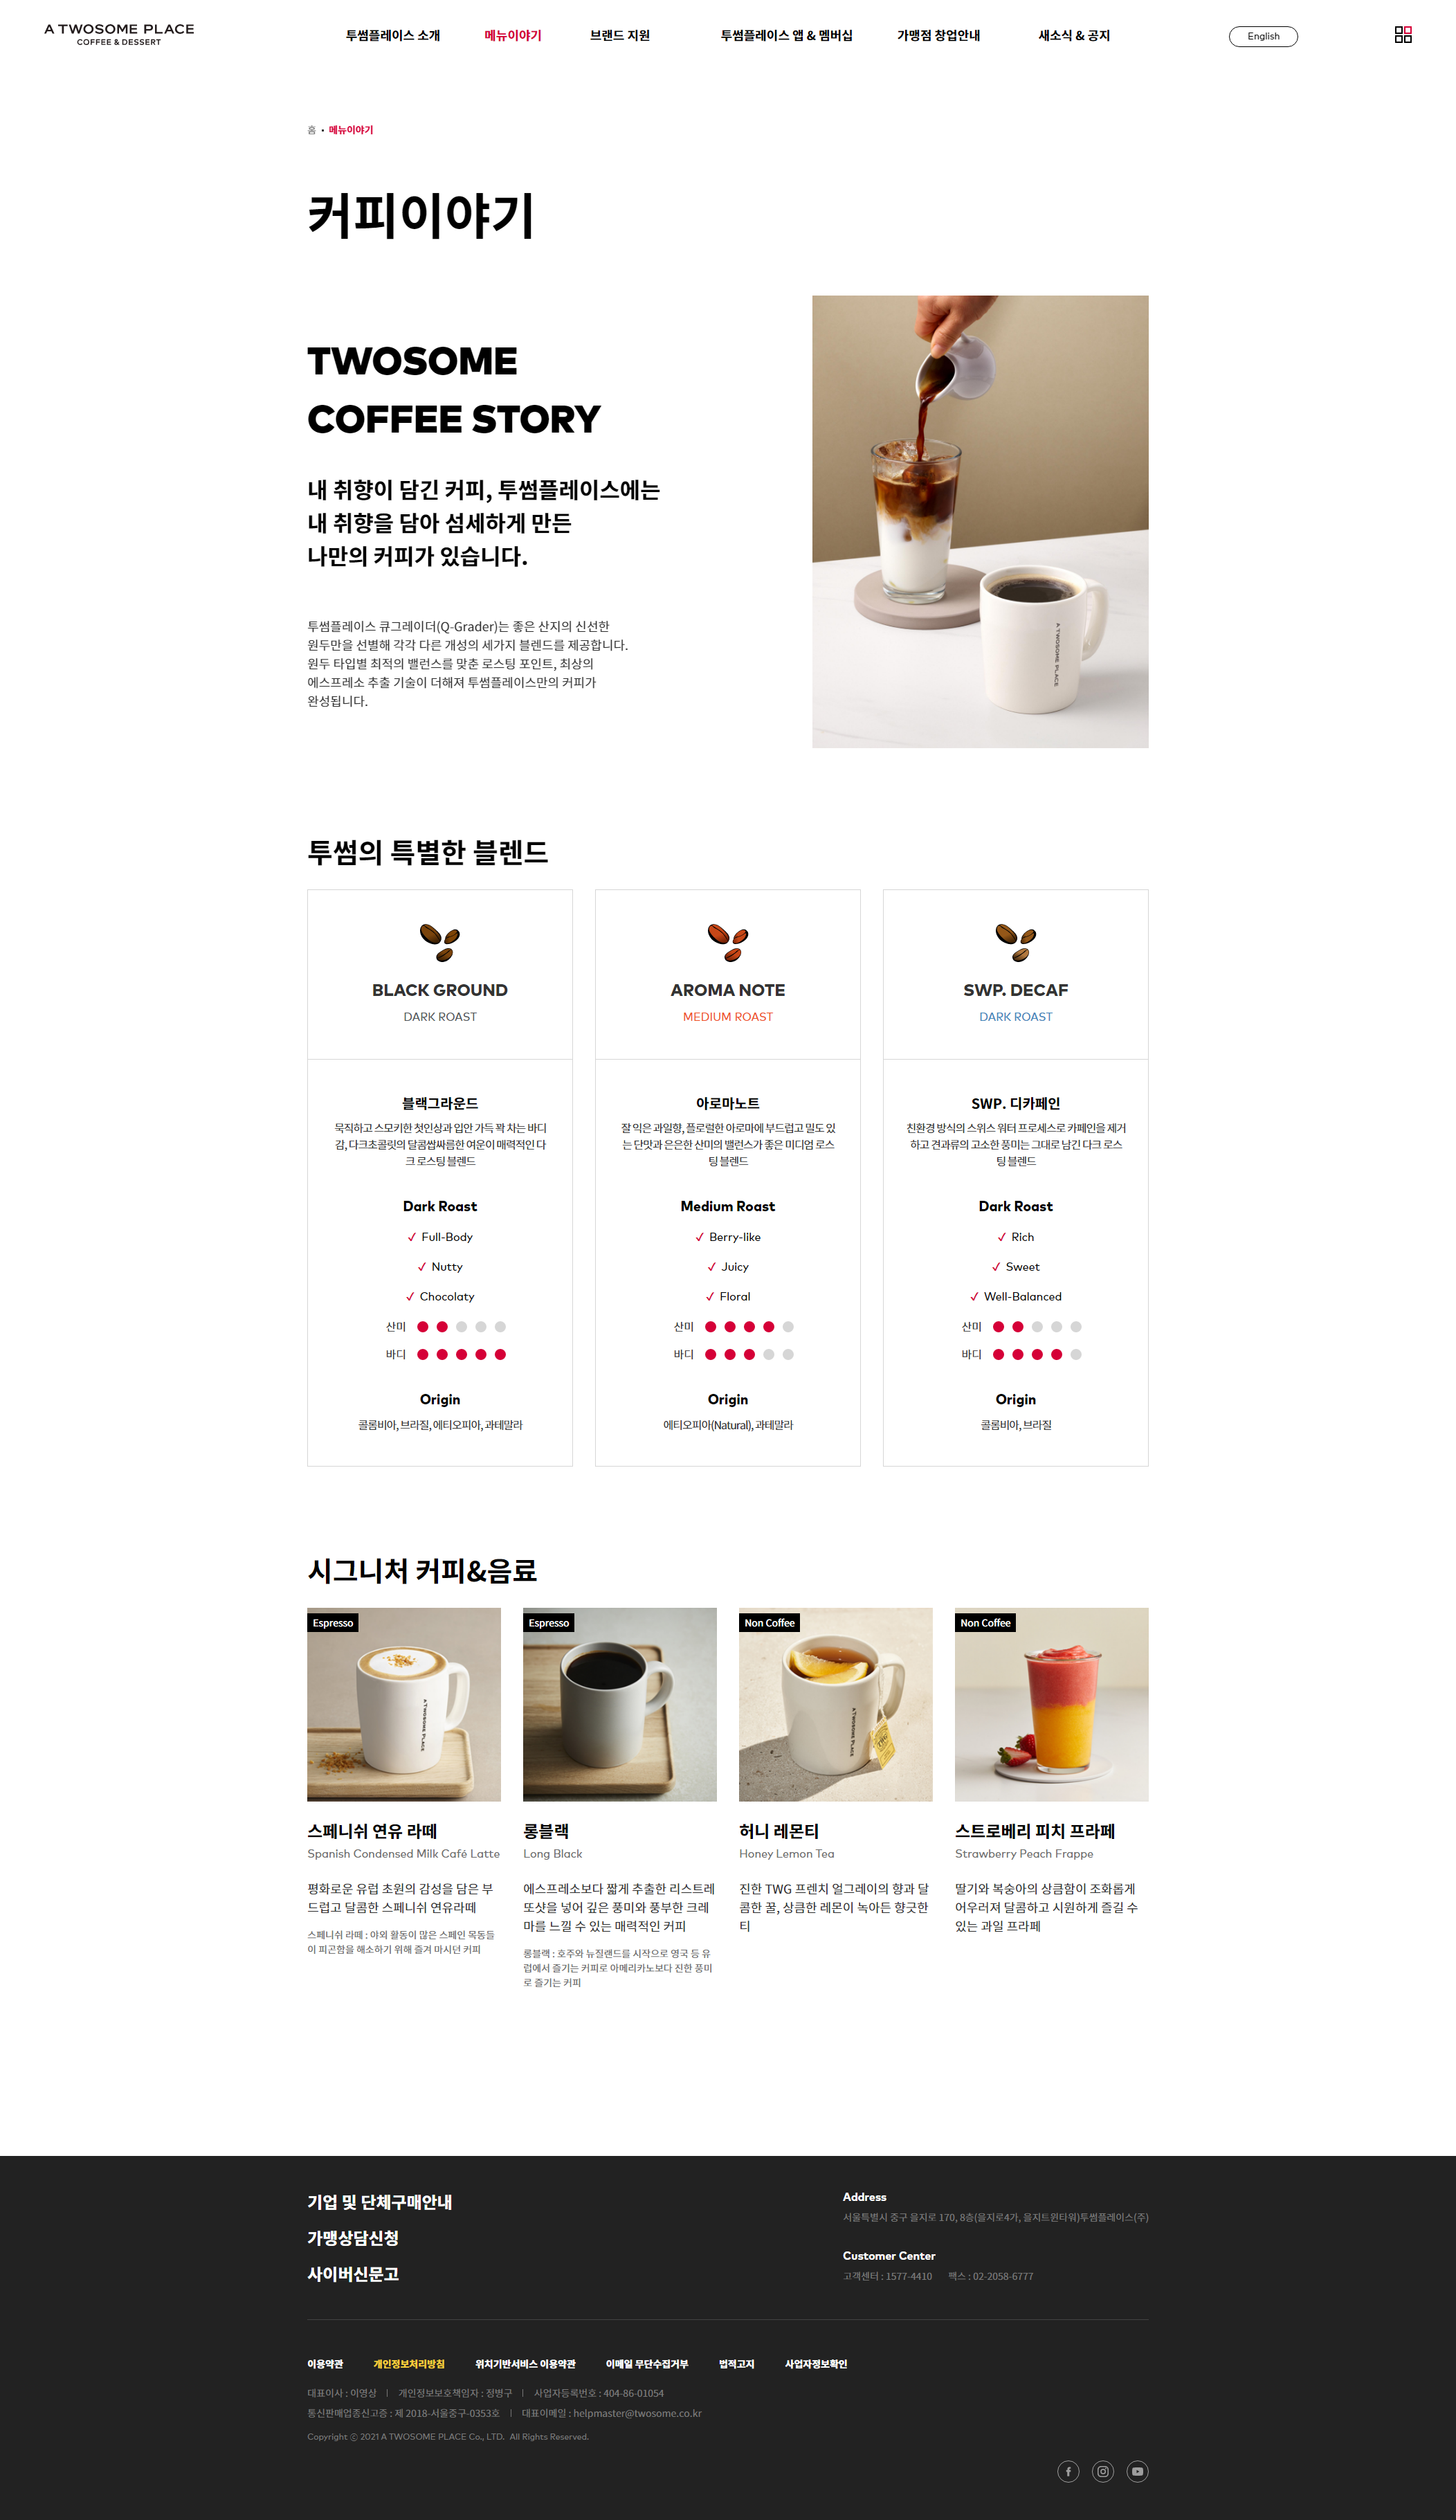 A TWOSOME PLACE
COFFEE & DESSERT
투썸플레이스 소개
메뉴이야기
브랜드 지원
투썸플레이스 앱 & 멤버십
가맹점 창업안내
새소식 & 공지
English
홈 • 메뉴이야기
커피이야기
TWOSOME
COFFEE STORY
내 취향이 담긴 커피, 투썸플레이스에는
내 취향을 담아 섬세하게 만든
나만의 커피가 있습니다.
투썸플레이스 큐그레이더(Q-Grader)는 좋은 산지의 신선한
원두만을 선별해 각각 다른 개성의 세가지 블렌드를 제공합니다.
원두 타입별 최적의 밸런스를 맞춘 로스팅 포인트, 최상의
에스프레소 추출 기술이 더해져 투썸플레이스만의 커피가
완성됩니다.
A TWOSOME PLACE
투썸의 특별한 블렌드
BLACK GROUND
DARK ROAST
블랙그라운드
묵직하고 스모키한 첫인상과 입안 가득 꽉 차는 바디
감, 다크초콜릿의 달콤쌉싸름한 여운이 매력적인 다
크 로스팅 블렌드
Dark Roast
Full-Body
Nutty
Chocolaty
산미
바디
Origin
콜롬비아, 브라질, 에티오피아, 과테말라
AROMA NOTE
MEDIUM ROAST
아로마노트
잘 익은 과일향, 플로럴한 아로마에 부드럽고 밀도 있
는 단맛과 은은한 산미의 밸런스가 좋은 미디엄 로스
팅 블렌드
Medium Roast
Berry-like
Juicy
Floral
산미
바디
Origin
에티오피아(Natural), 과테말라
SWP. DECAF
DARK ROAST
SWP. 디카페인
친환경 방식의 스위스 워터 프로세스로 카페인을 제거
하고 견과류의 고소한 풍미는 그대로 남긴 다크 로스
팅 블렌드
Dark Roast
Rich
Sweet
Well-Balanced
산미
바디
Origin
콜롬비아, 브라질
시그니처 커피&음료
Espresso
A TWOSOME PLACE
스페니쉬 연유 라떼
Spanish Condensed Milk Café Latte
평화로운 유럽 초원의 감성을 담은 부
드럽고 달콤한 스페니쉬 연유라떼
스페니쉬 라떼 : 야외 활동이 많은 스페인 목동들
이 피곤함을 해소하기 위해 즐겨 마시던 커피
Espresso
롱블랙
Long Black
에스프레소보다 짧게 추출한 리스트레
또샷을 넣어 깊은 풍미와 풍부한 크레
마를 느낄 수 있는 매력적인 커피
롱블랙 : 호주와 뉴질랜드를 시작으로 영국 등 유
럽에서 즐기는 커피로 아메리카노보다 진한 풍미
로 즐기는 커피
Non Coffee
A TWOSOME PLACE
TWG
허니 레몬티
Honey Lemon Tea
진한 TWG 프렌치 얼그레이의 향과 달
콤한 꿀, 상큼한 레몬이 녹아든 향긋한
티
Non Coffee
스트로베리 피치 프라페
Strawberry Peach Frappe
딸기와 복숭아의 상큼함이 조화롭게
어우러져 달콤하고 시원하게 즐길 수
있는 과일 프라페
기업 및 단체구매안내
가맹상담신청
사이버신문고
Address
서울특별시 중구 을지로 170, 8층(을지로4가, 을지트윈타워)투썸플레이스(주)
Customer Center
고객센터 : 1577-4410 팩스 : 02-2058-6777
이용약관 개인정보처리방침 위치기반서비스 이용약관 이메일 무단수집거부 법적고지 사업자정보확인
대표이사 : 이영상 | 개인정보보호책임자 : 정병구 | 사업자등록번호 : 404-86-01054
통신판매업종신고증 : 제 2018-서울중구-0353호 | 대표이메일 : helpmaster@twosome.co.kr
Copyright ⓒ 2021 A TWOSOME PLACE Co., LTD. All Rights Reserved.